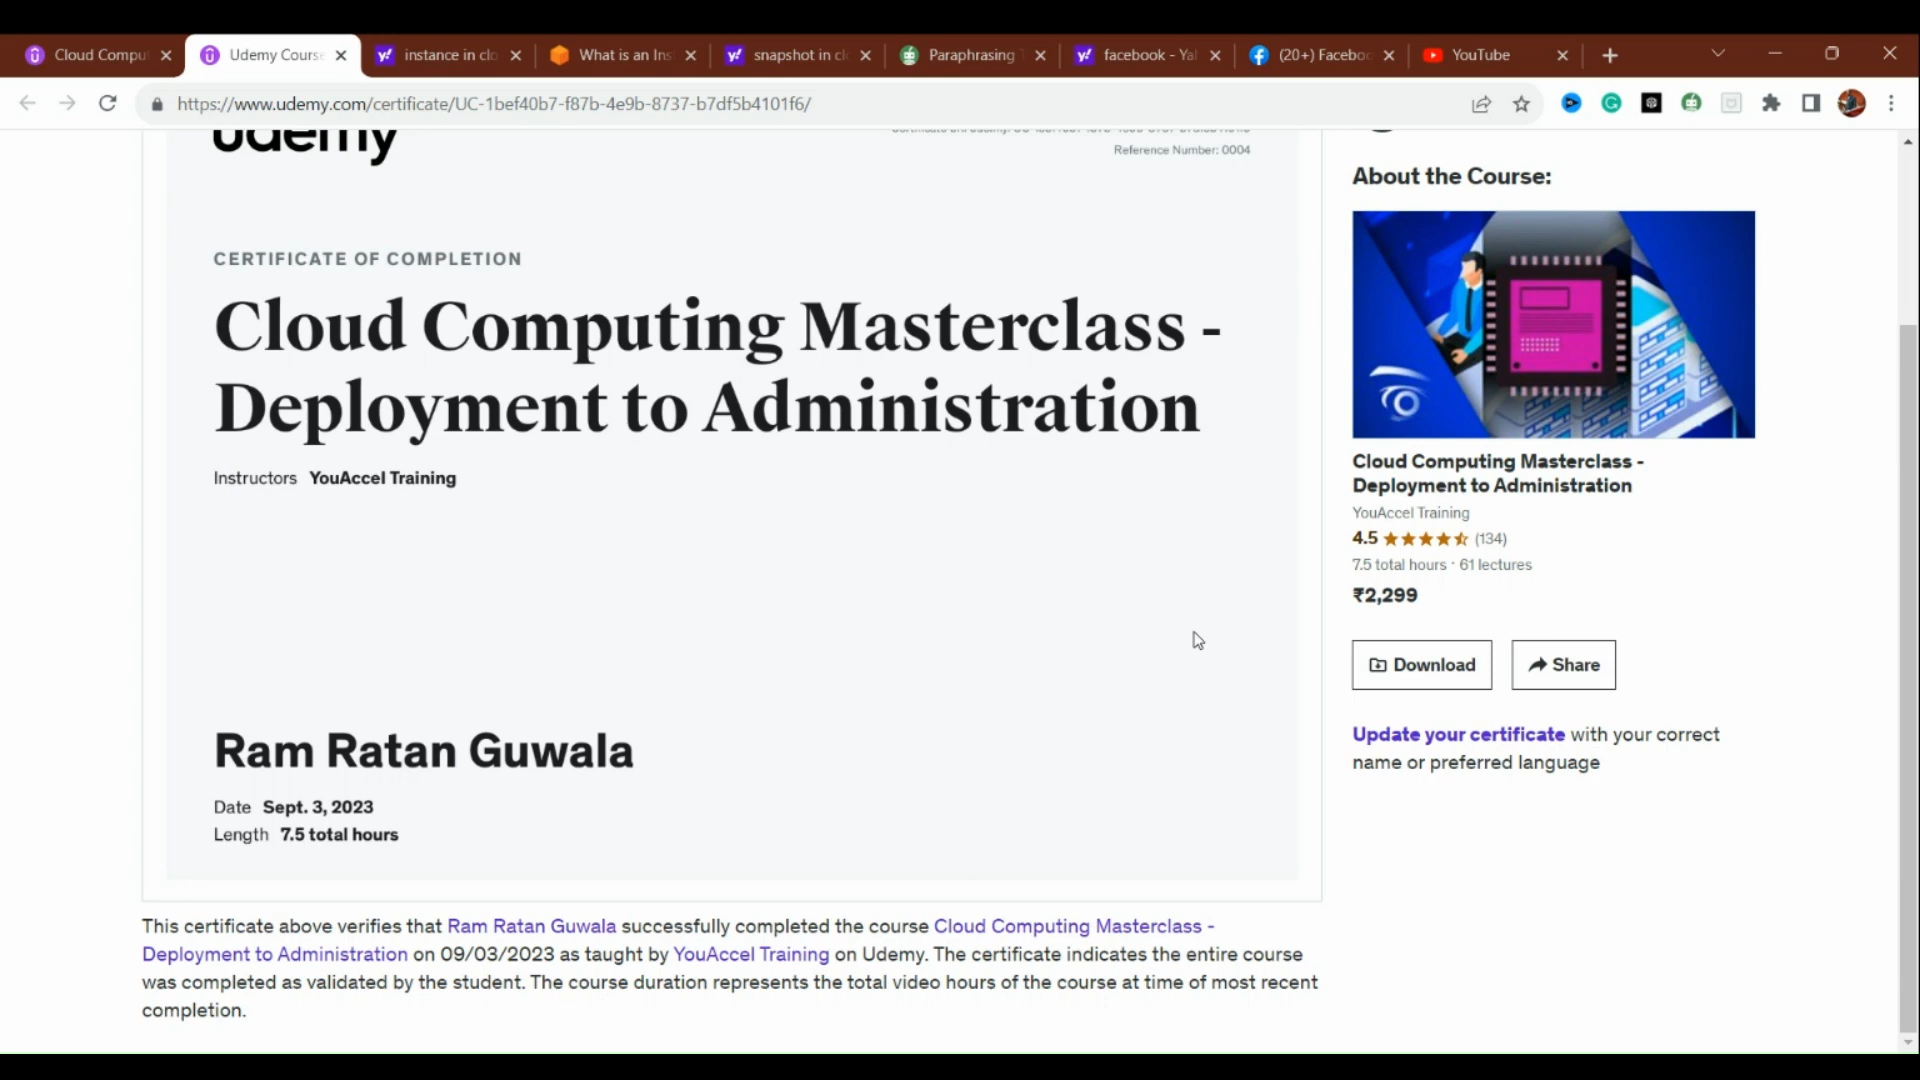 Cloud Compu
Udemy Course
instance in clo
What is an Ins
snapshot in cl
Paraphrasing T
facebook - Ya
(20+) Faceboo
YouTube
https://www.udemy.com/certificate/UC-1bef40b7-f87b-4e9b-8737-b7df5b4101f6/
udemy
Reference Number: 0004
CERTIFICATE OF COMPLETION
Cloud Computing Masterclass -
Deployment to Administration
Instructors YouAccel Training
Ram Ratan Guwala
Date Sept. 3, 2023
Length 7.5 total hours
This certificate above verifies that Ram Ratan Guwala successfully completed the course Cloud Computing Masterclass -
Deployment to Administration on 09/03/2023 as taught by YouAccel Training on Udemy. The certificate indicates the entire course
was completed as validated by the student. The course duration represents the total video hours of the course at time of most recent
completion.
About the Course:
Cloud Computing Masterclass -
Deployment to Administration
YouAccel Training
4.5 (134)
7.5 total hours · 61 lectures
₹2,299
Download
Share
Update your certificate with your correct
name or preferred language